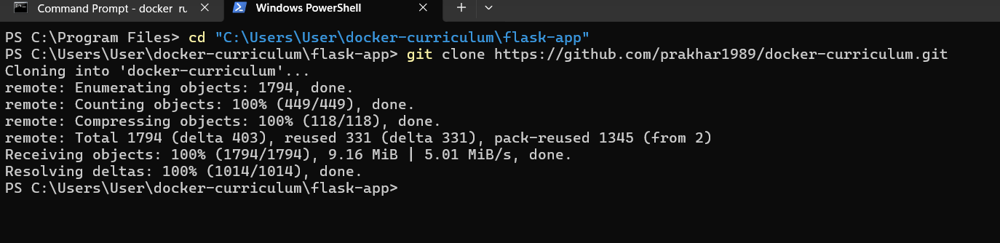 Command Prompt - docker ru
Windows PowerShell
PS C:\Program Files> cd "C:\Users\User\docker-curriculum\flask-app"
PS C:\Users\User\docker-curriculum\flask-app> git clone https://github.com/prakhar1989/docker-curriculum.git
Cloning into 'docker-curriculum'...
remote: Enumerating objects: 1794, done.
remote: Counting objects: 100% (449/449), done.
remote: Compressing objects: 100% (118/118), done.
remote: Total 1794 (delta 403), reused 331 (delta 331), pack-reused 1345 (from 2)
Receiving objects: 100% (1794/1794), 9.16 MiB | 5.01 MiB/s, done.
Resolving deltas: 100% (1014/1014), done.
PS C:\Users\User\docker-curriculum\flask-app>